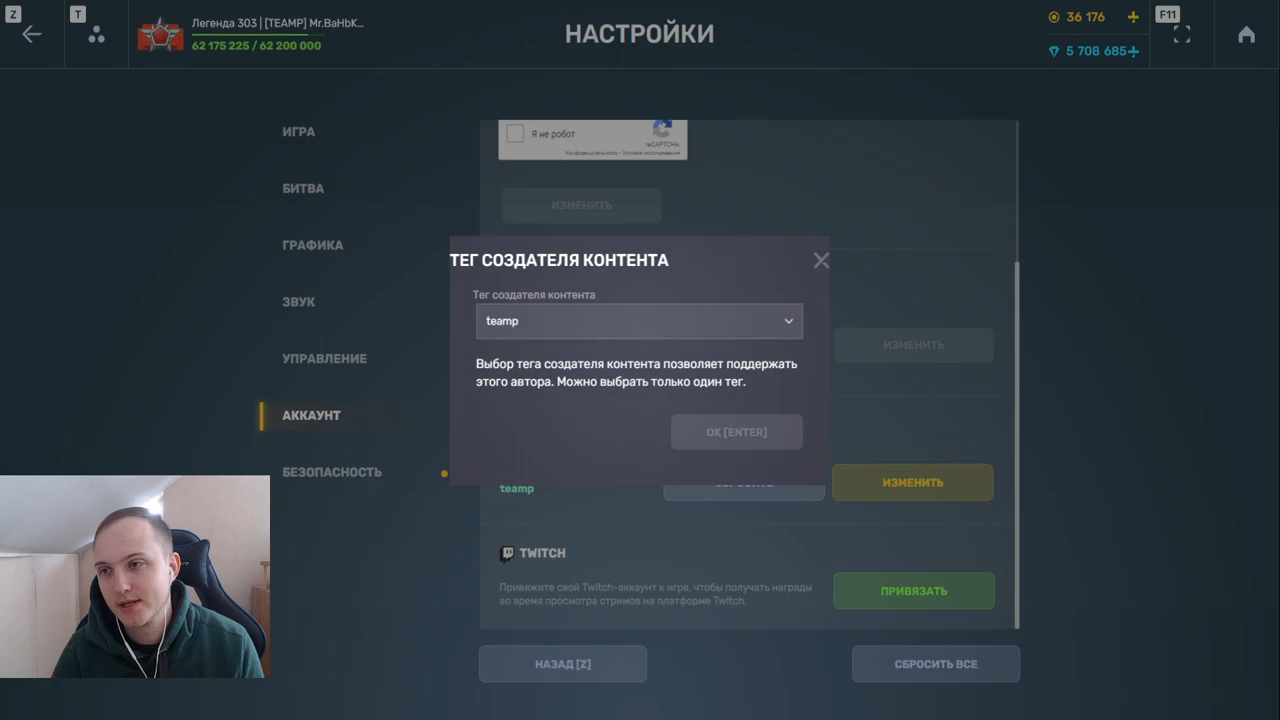 Z
T
Легенда 303 | [TEAMP] Mr.BaHbK...
62 175 225 / 62 200 000
НАСТРОЙКИ
36 176
5 708 685
F11
ИГРА
БИТВА
ГРАФИКА
ЗВУК
УПРАВЛЕНИЕ
АККАУНТ
БЕЗОПАСНОСТЬ
Я не робот
reCAPTCHA
Конфиденциальность - Условия использования
ИЗМЕНИТЬ
ТЕГ СОЗДАТЕЛЯ КОНТЕНТА
Тег создателя контента
teamp
Выбор тега создателя контента позволяет поддержать
этого автора. Можно выбрать только один тег.
OK [ENTER]
ИЗМЕНИТЬ
teamp
ИЗМЕНИТЬ
TWITCH
Привяжите свой Twitch-аккаунт к игре, чтобы получать награды
во время просмотра стримов на платформе Twitch.
ПРИВЯЗАТЬ
НАЗАД [Z]
СБРОСИТЬ ВСЕ